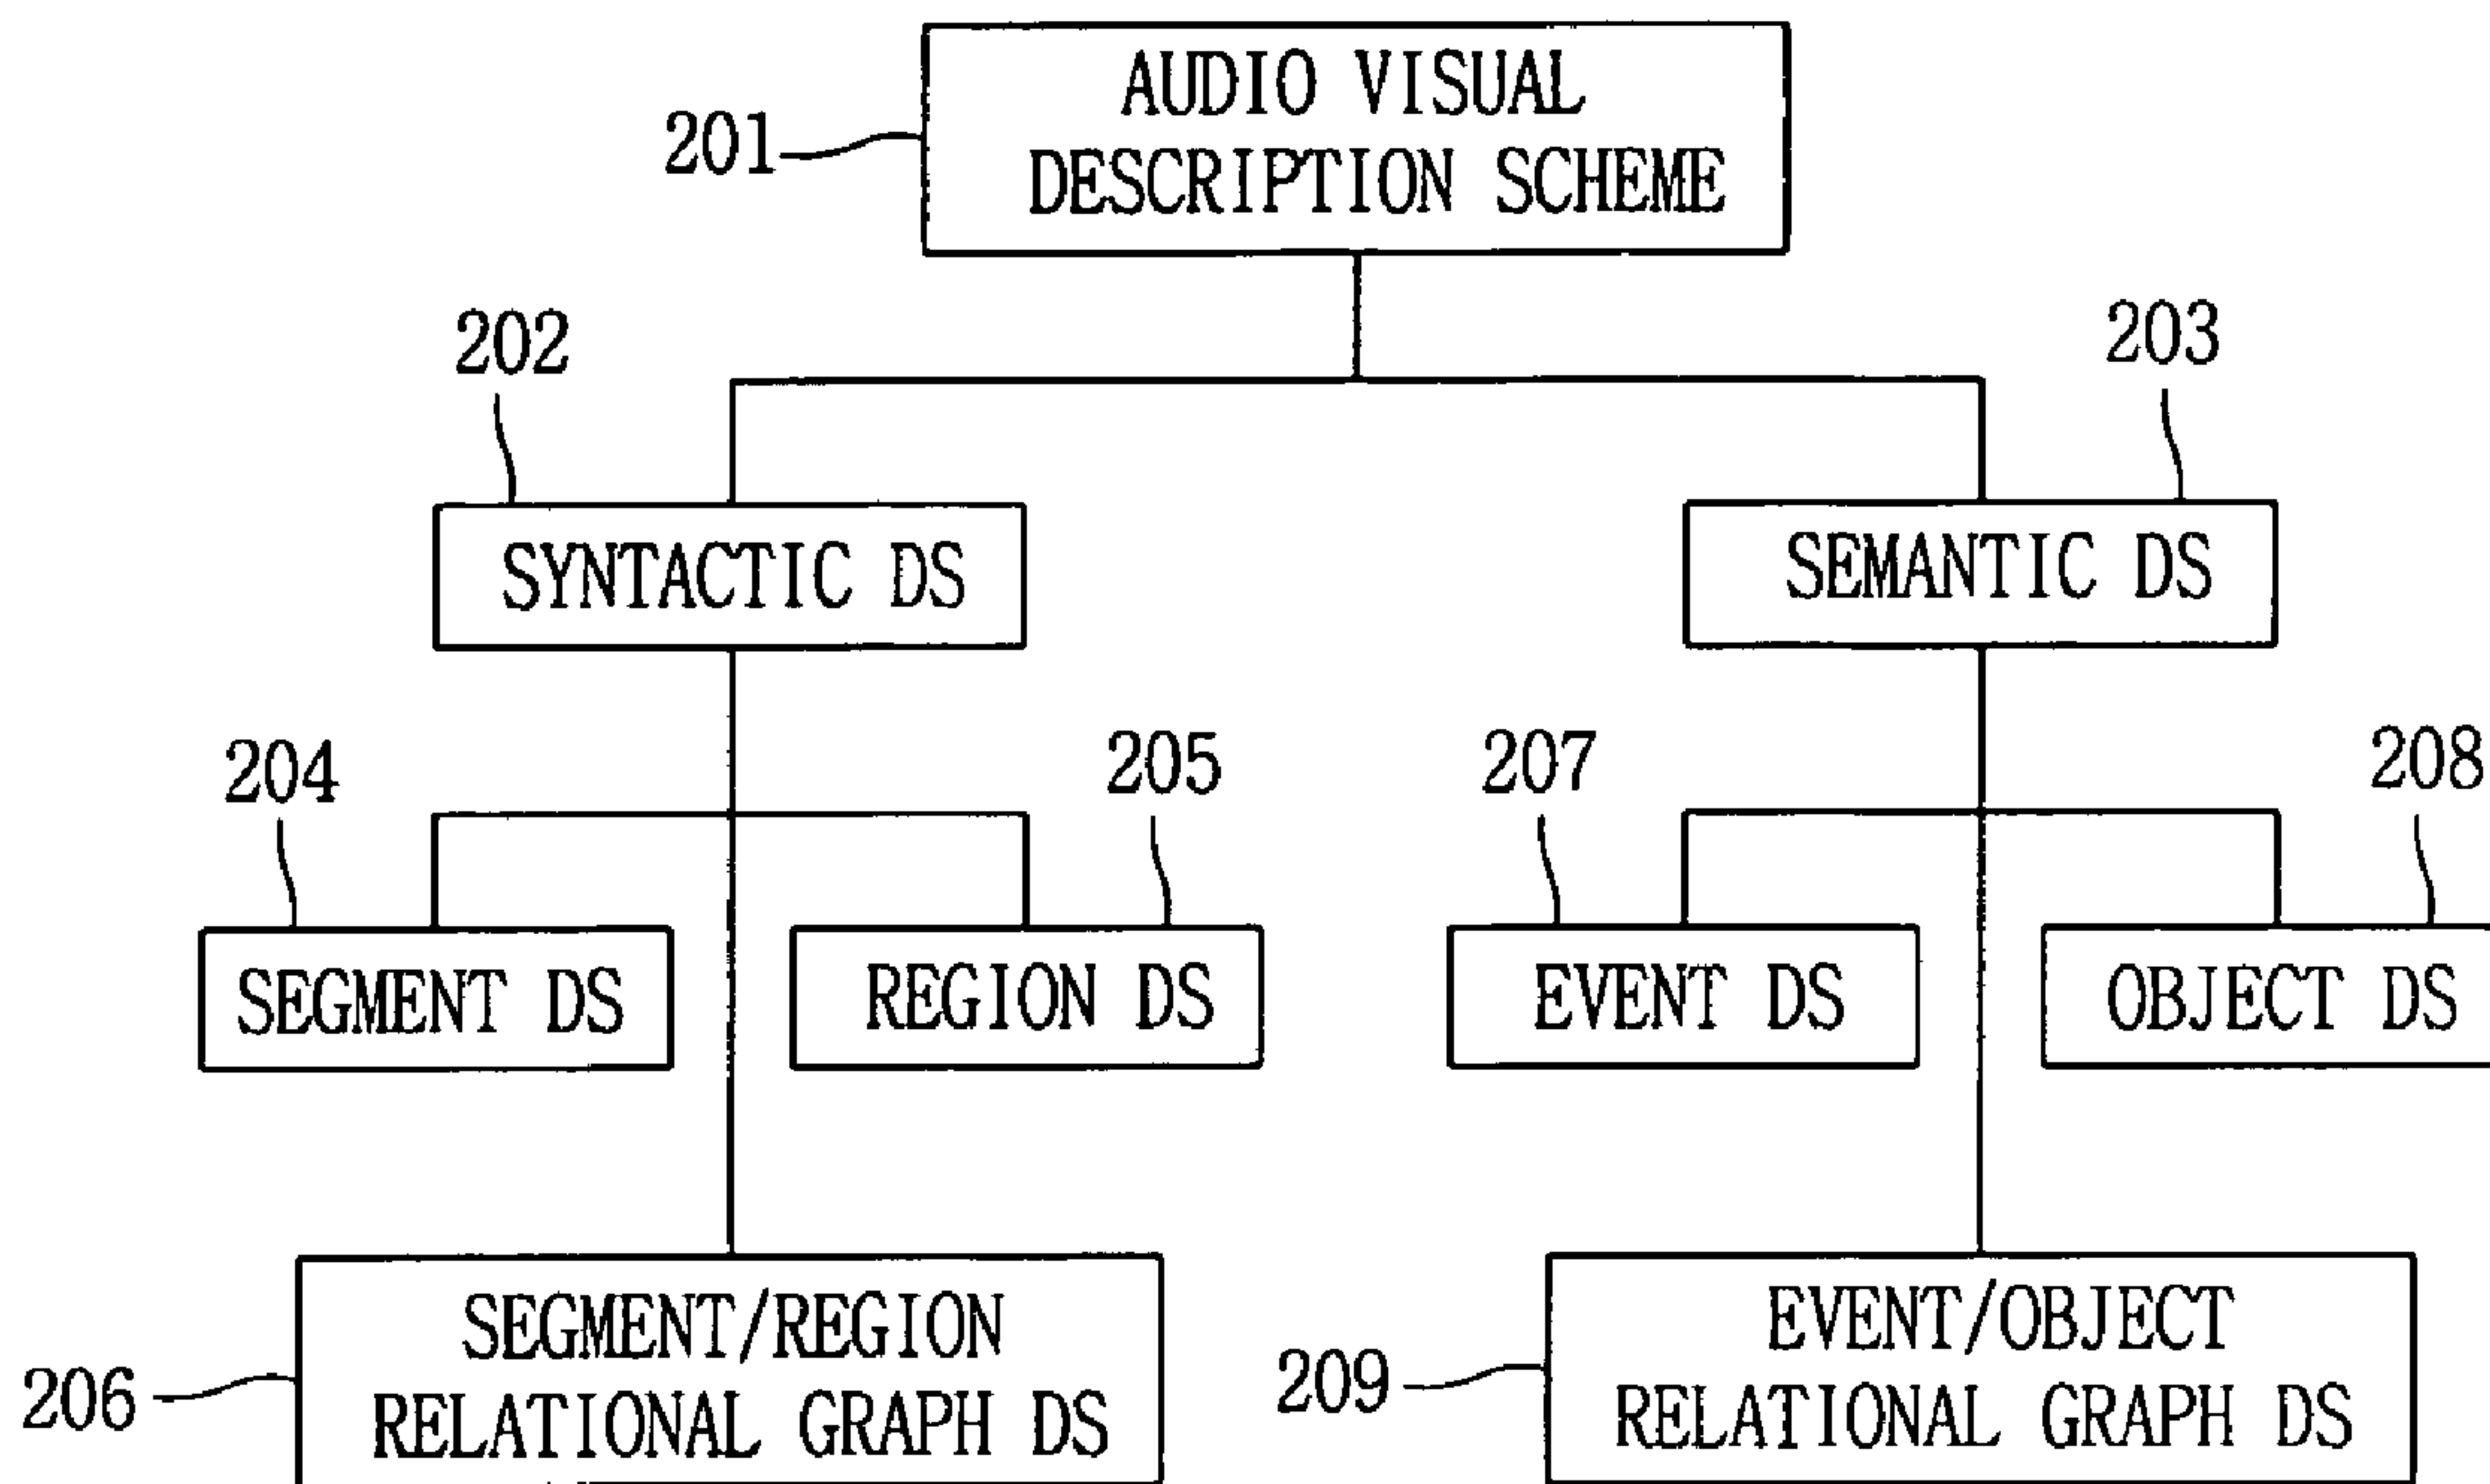 AUDIO VISUAL
DESCRIPTION SCHEME
201
202
203
SYNTACTIC DS
SEMANTIC DS
204
205
207
208
SEGMENT DS
REGION DS
EVENT DS
OBJECT DS
SEGMENT/REGION
RELATIONAL GRAPH DS
206
EVENT/OBJECT
RELATIONAL GRAPH DS
209